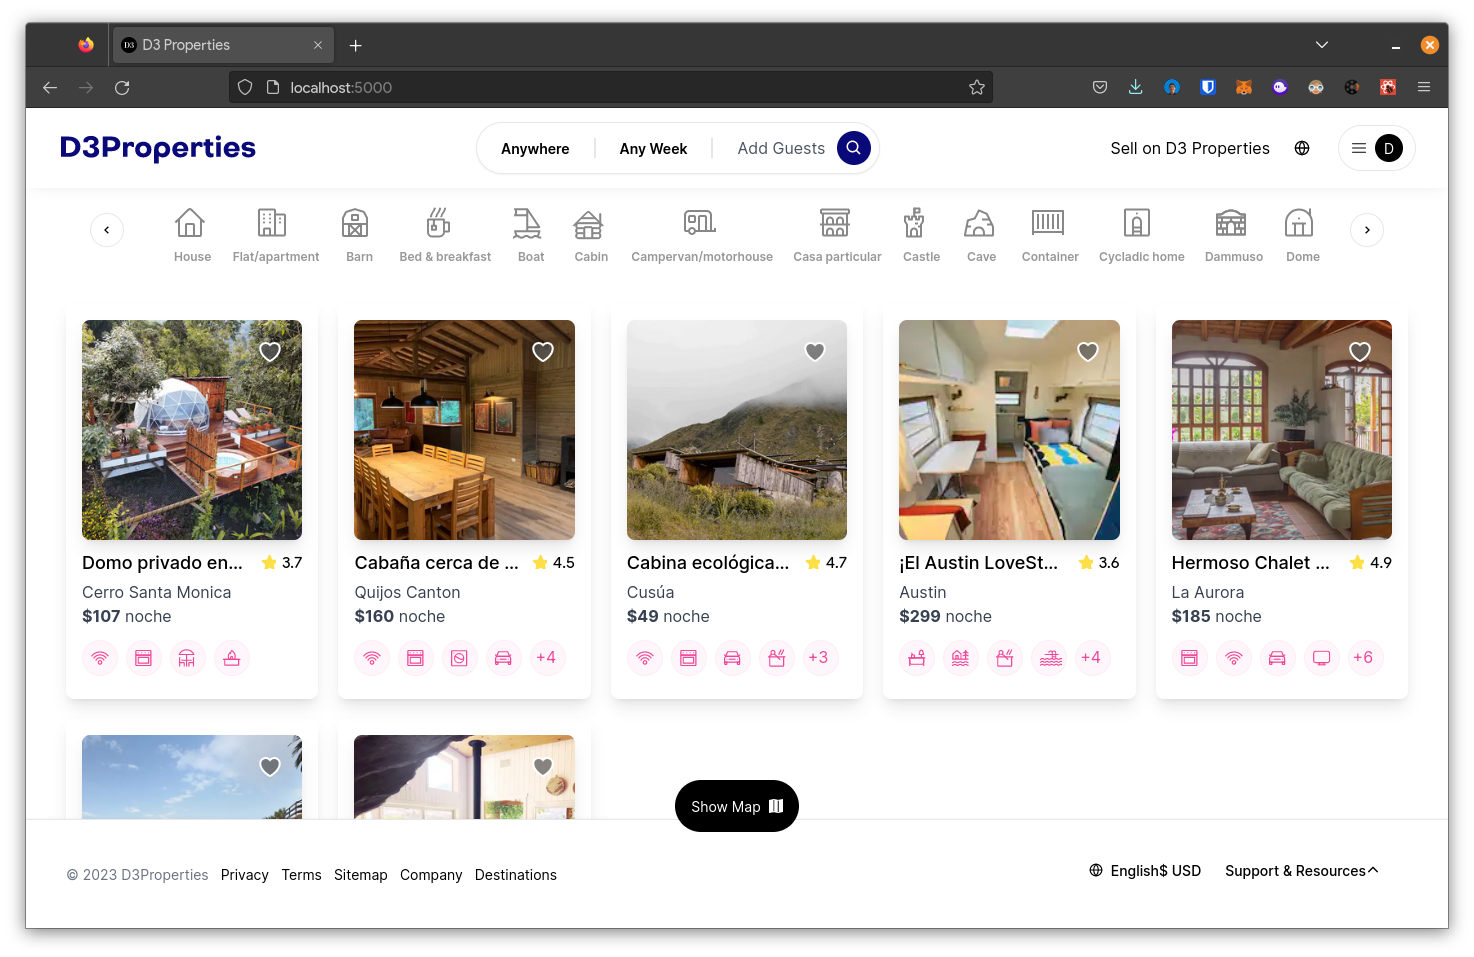 D3 D3 Properties
localhost:5000
D3Properties
Anywhere Any Week Add Guests
Sell on D3 Properties D
House Flat/apartment Barn Bed & breakfast Boat Cabin Campervan/motorhouse Casa particular Castle Cave Container Cycladic home Dammuso Dome
Domo privado en... 3.7
Cerro Santa Monica
$107 noche
Cabaña cerca de ... 4.5
Quijos Canton
$160 noche
+4
Cabina ecológica... 4.7
Cusúa
$49 noche
+3
¡El Austin LoveSt... 3.6
Austin
$299 noche
+4
Hermoso Chalet ... 4.9
La Aurora
$185 noche
+6
Show Map
© 2023 D3Properties Privacy Terms Sitemap Company Destinations
English$ USD Support & Resources